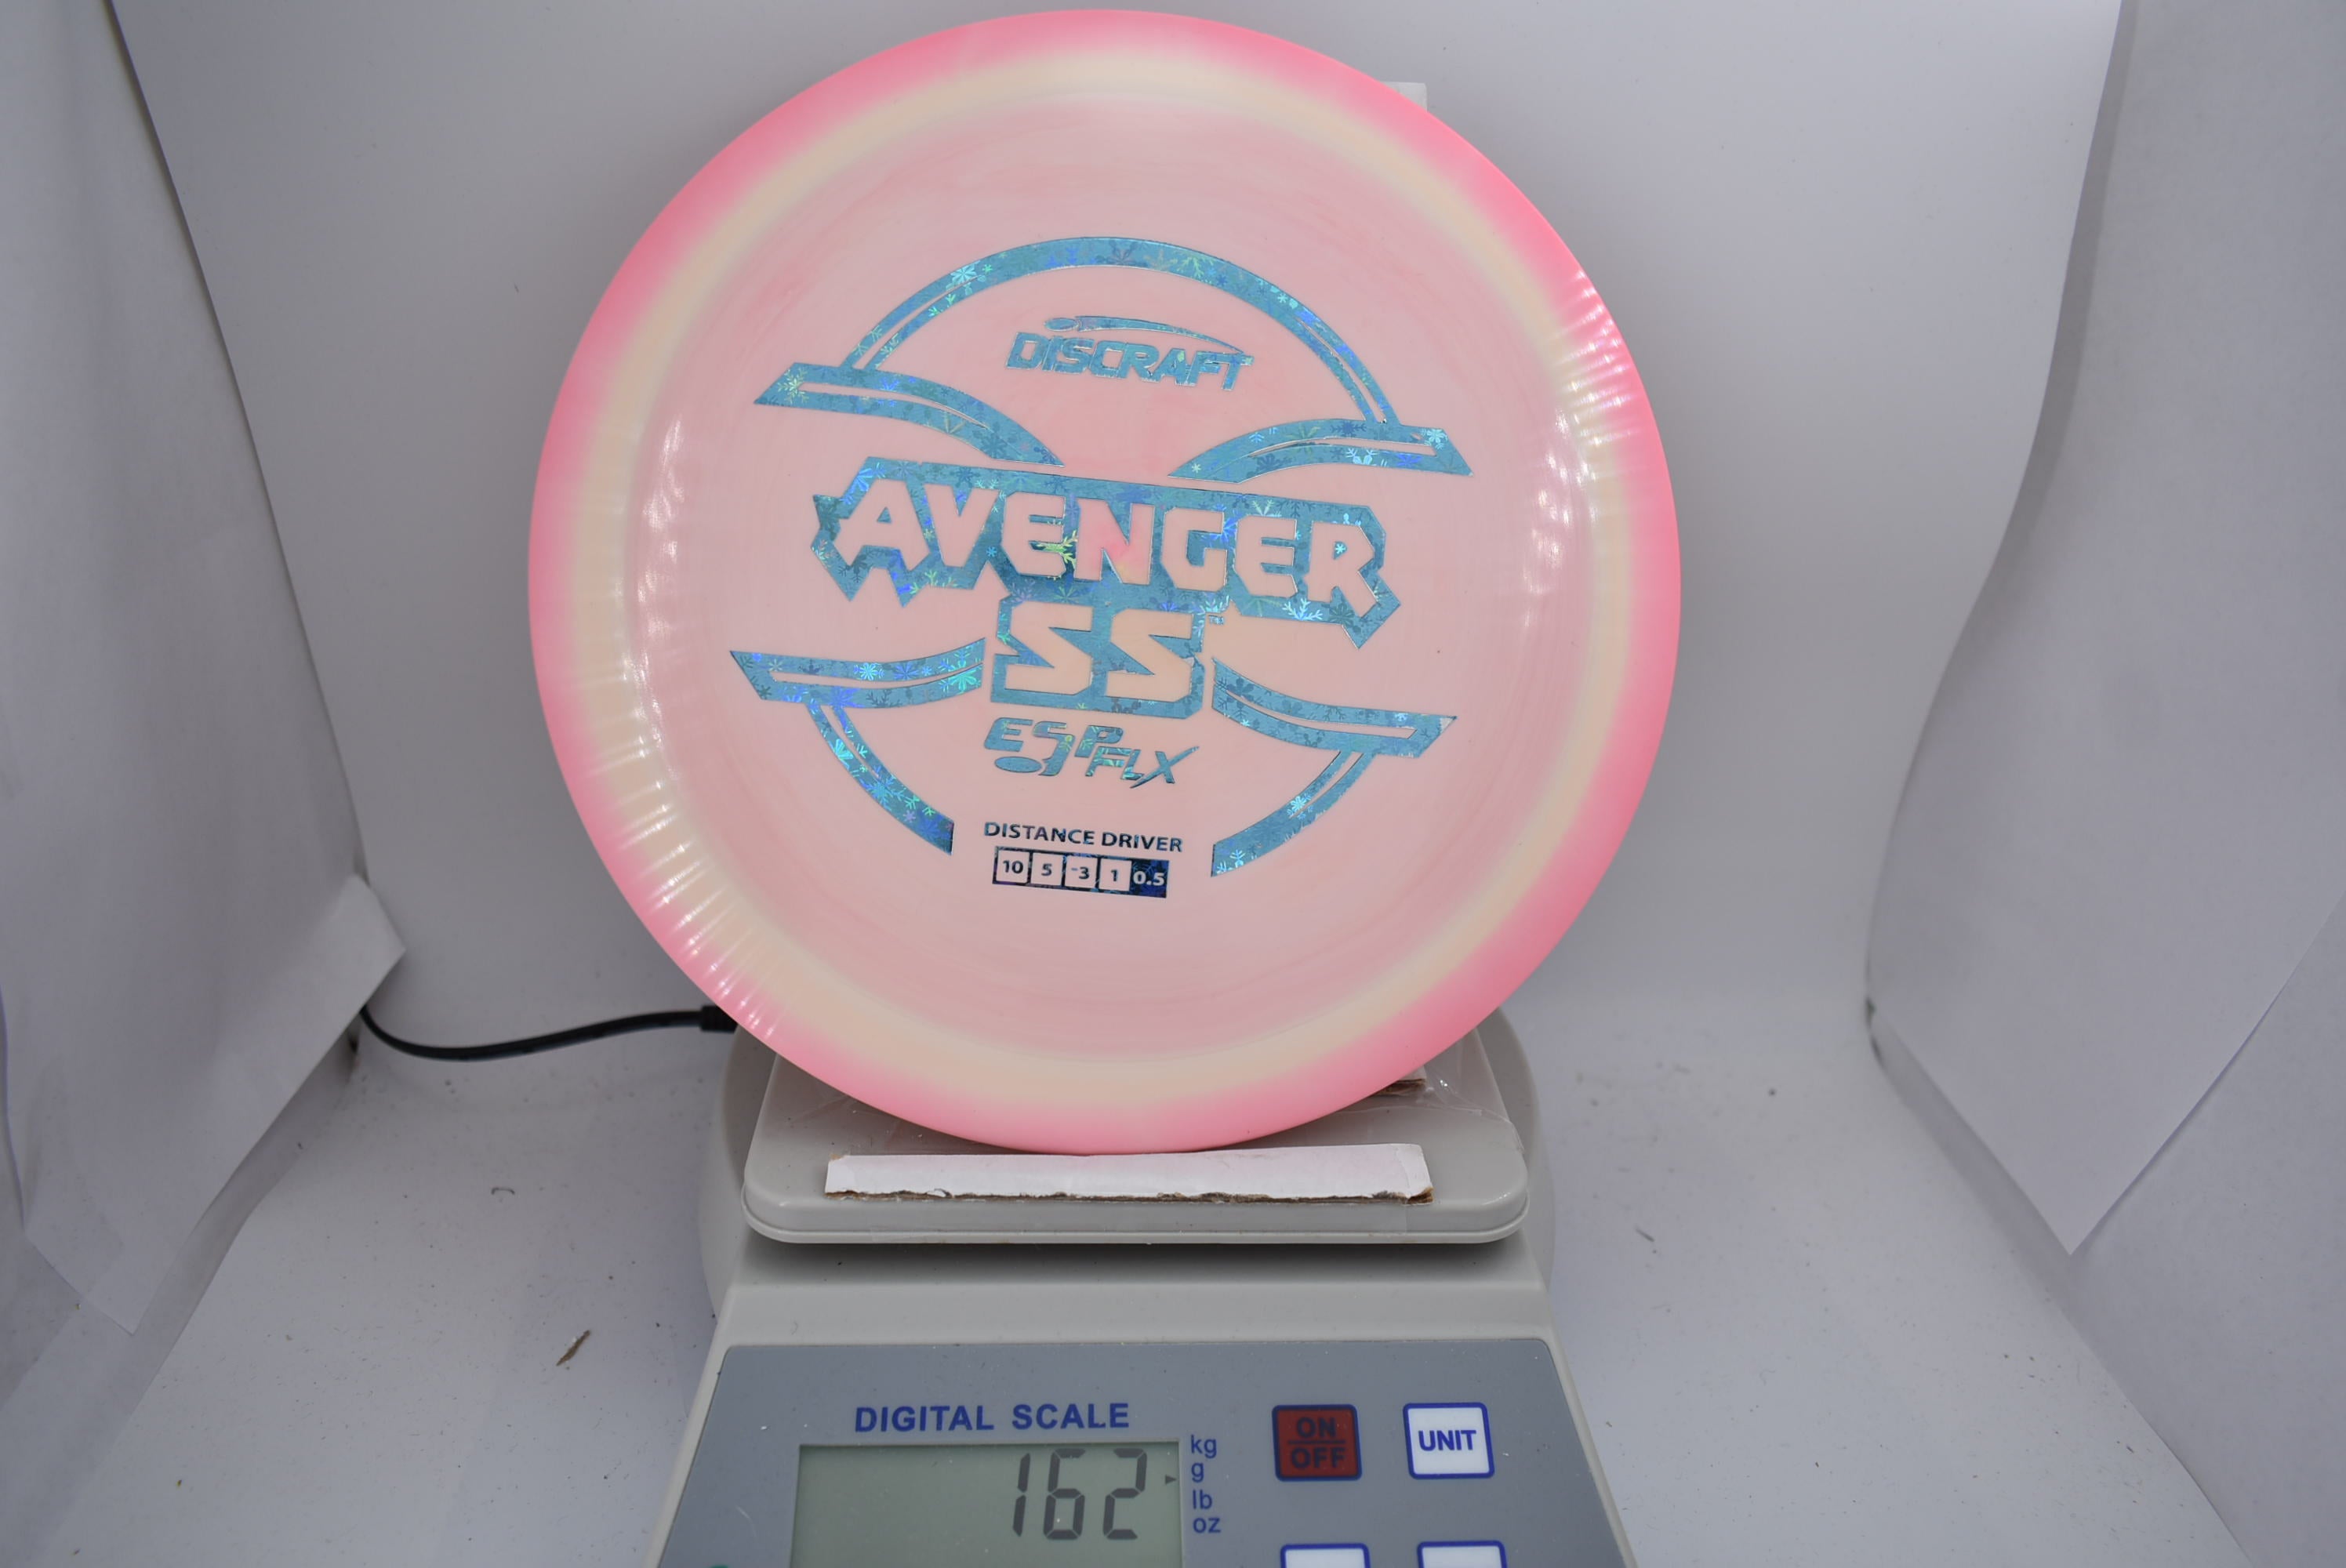 DISCRAFT
AVENGER
SS™
ESP FLX
DISTANCE DRIVER
10 5 -3 1 0.5
DIGITAL SCALE
162
kg
g
lb
oz
ON
OFF
UNIT